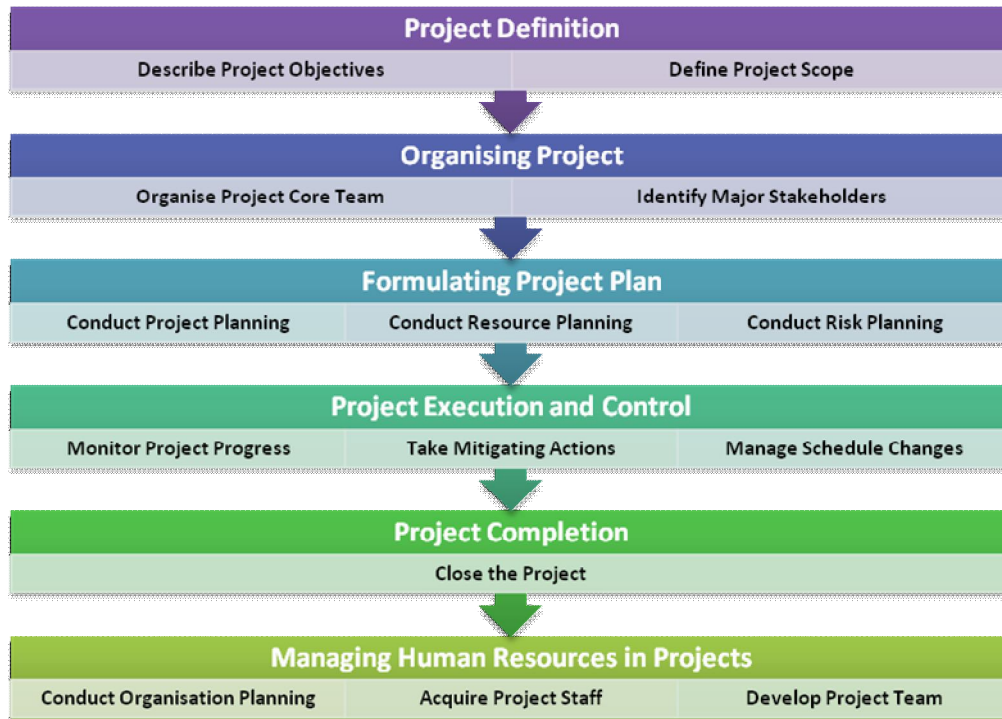 Project Definition
Describe Project Objectives
Define Project Scope
Organising Project
Organise Project Core Team
Identify Major Stakeholders
Formulating Project Plan
Conduct Project Planning
Conduct Resource Planning
Conduct Risk Planning
Project Execution and Control
Monitor Project Progress
Take Mitigating Actions
Manage Schedule Changes
Project Completion
Close the Project
Managing Human Resources in Projects
Conduct Organisation Planning
Acquire Project Staff
Develop Project Team